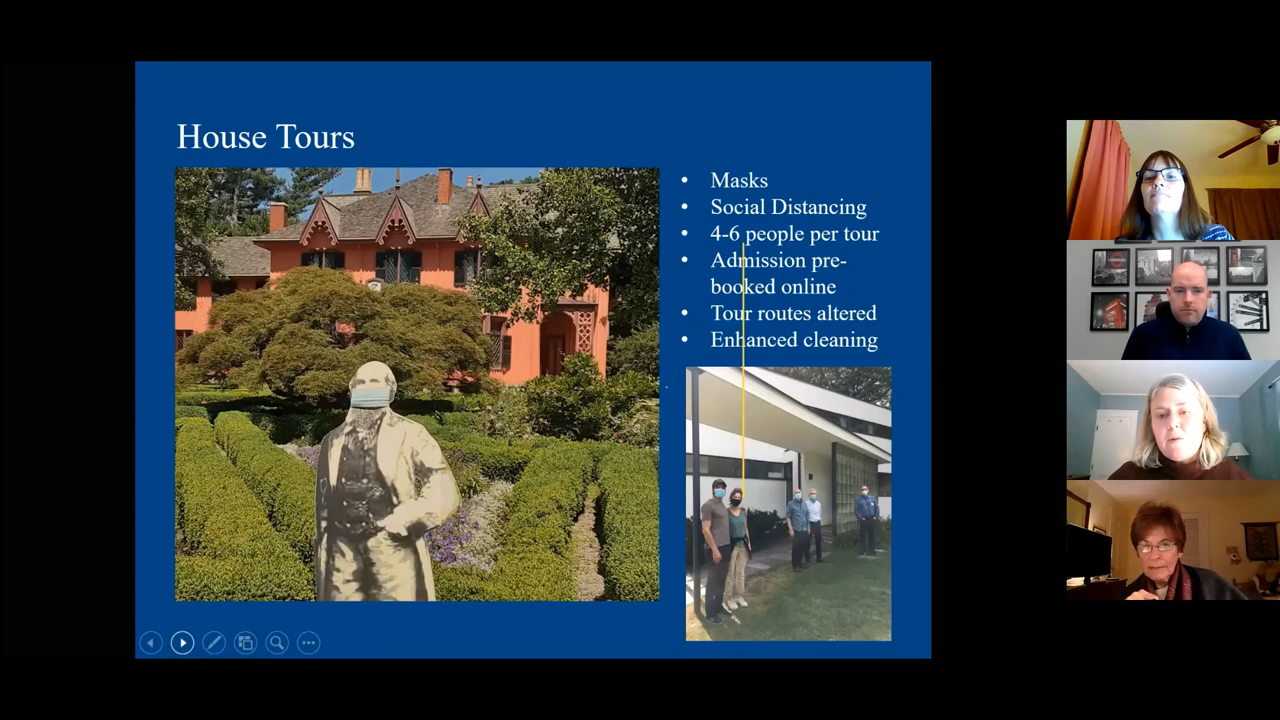 House Tours
• Masks
• Social Distancing
• 4-6 people per tour
• Admission pre-
booked online
• Tour routes altered
• Enhanced cleaning